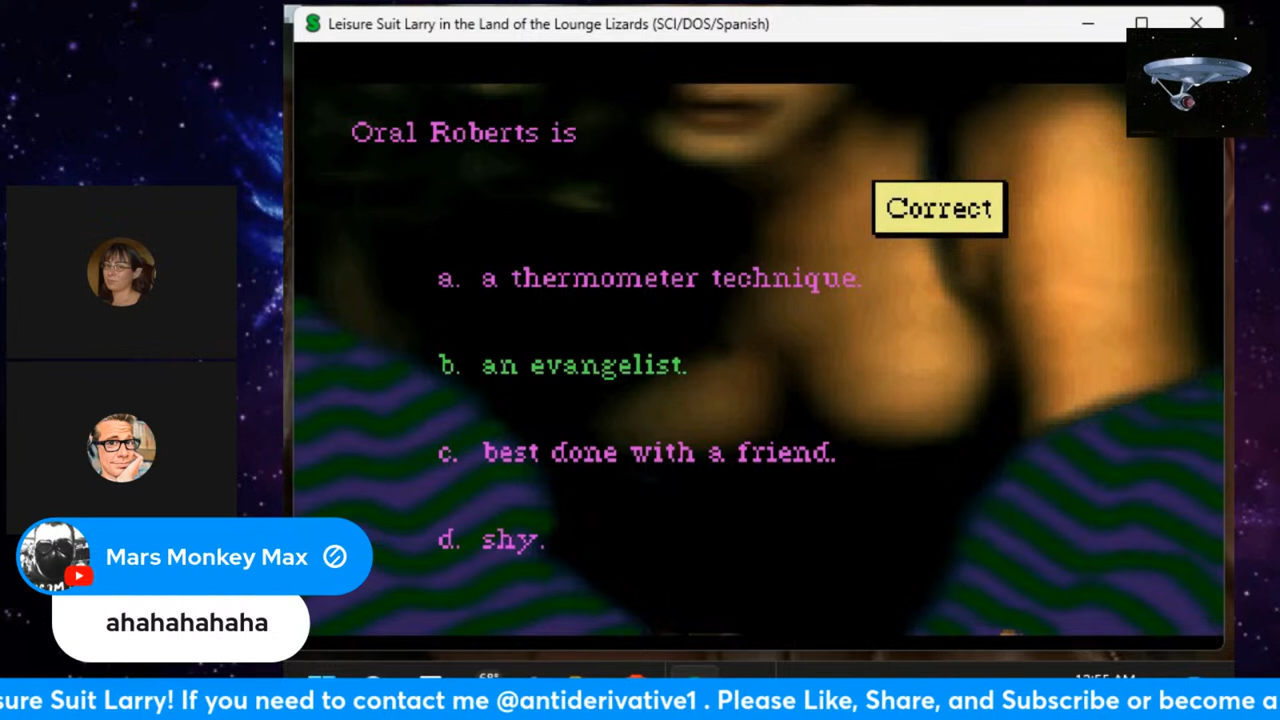 Leisure Suit Larry in the Land of the Lounge Lizards (SCI/DOS/Spanish)
Oral Roberts is
Correct
a. a thermometer technique.
b. an evangelist.
c. best done with a friend.
d. shy.
Mars Monkey Max
ahahahahaha
68°
sure Suit Larry! If you need to contact me @antiderivative1 . Please Like, Share, and Subscribe or become a